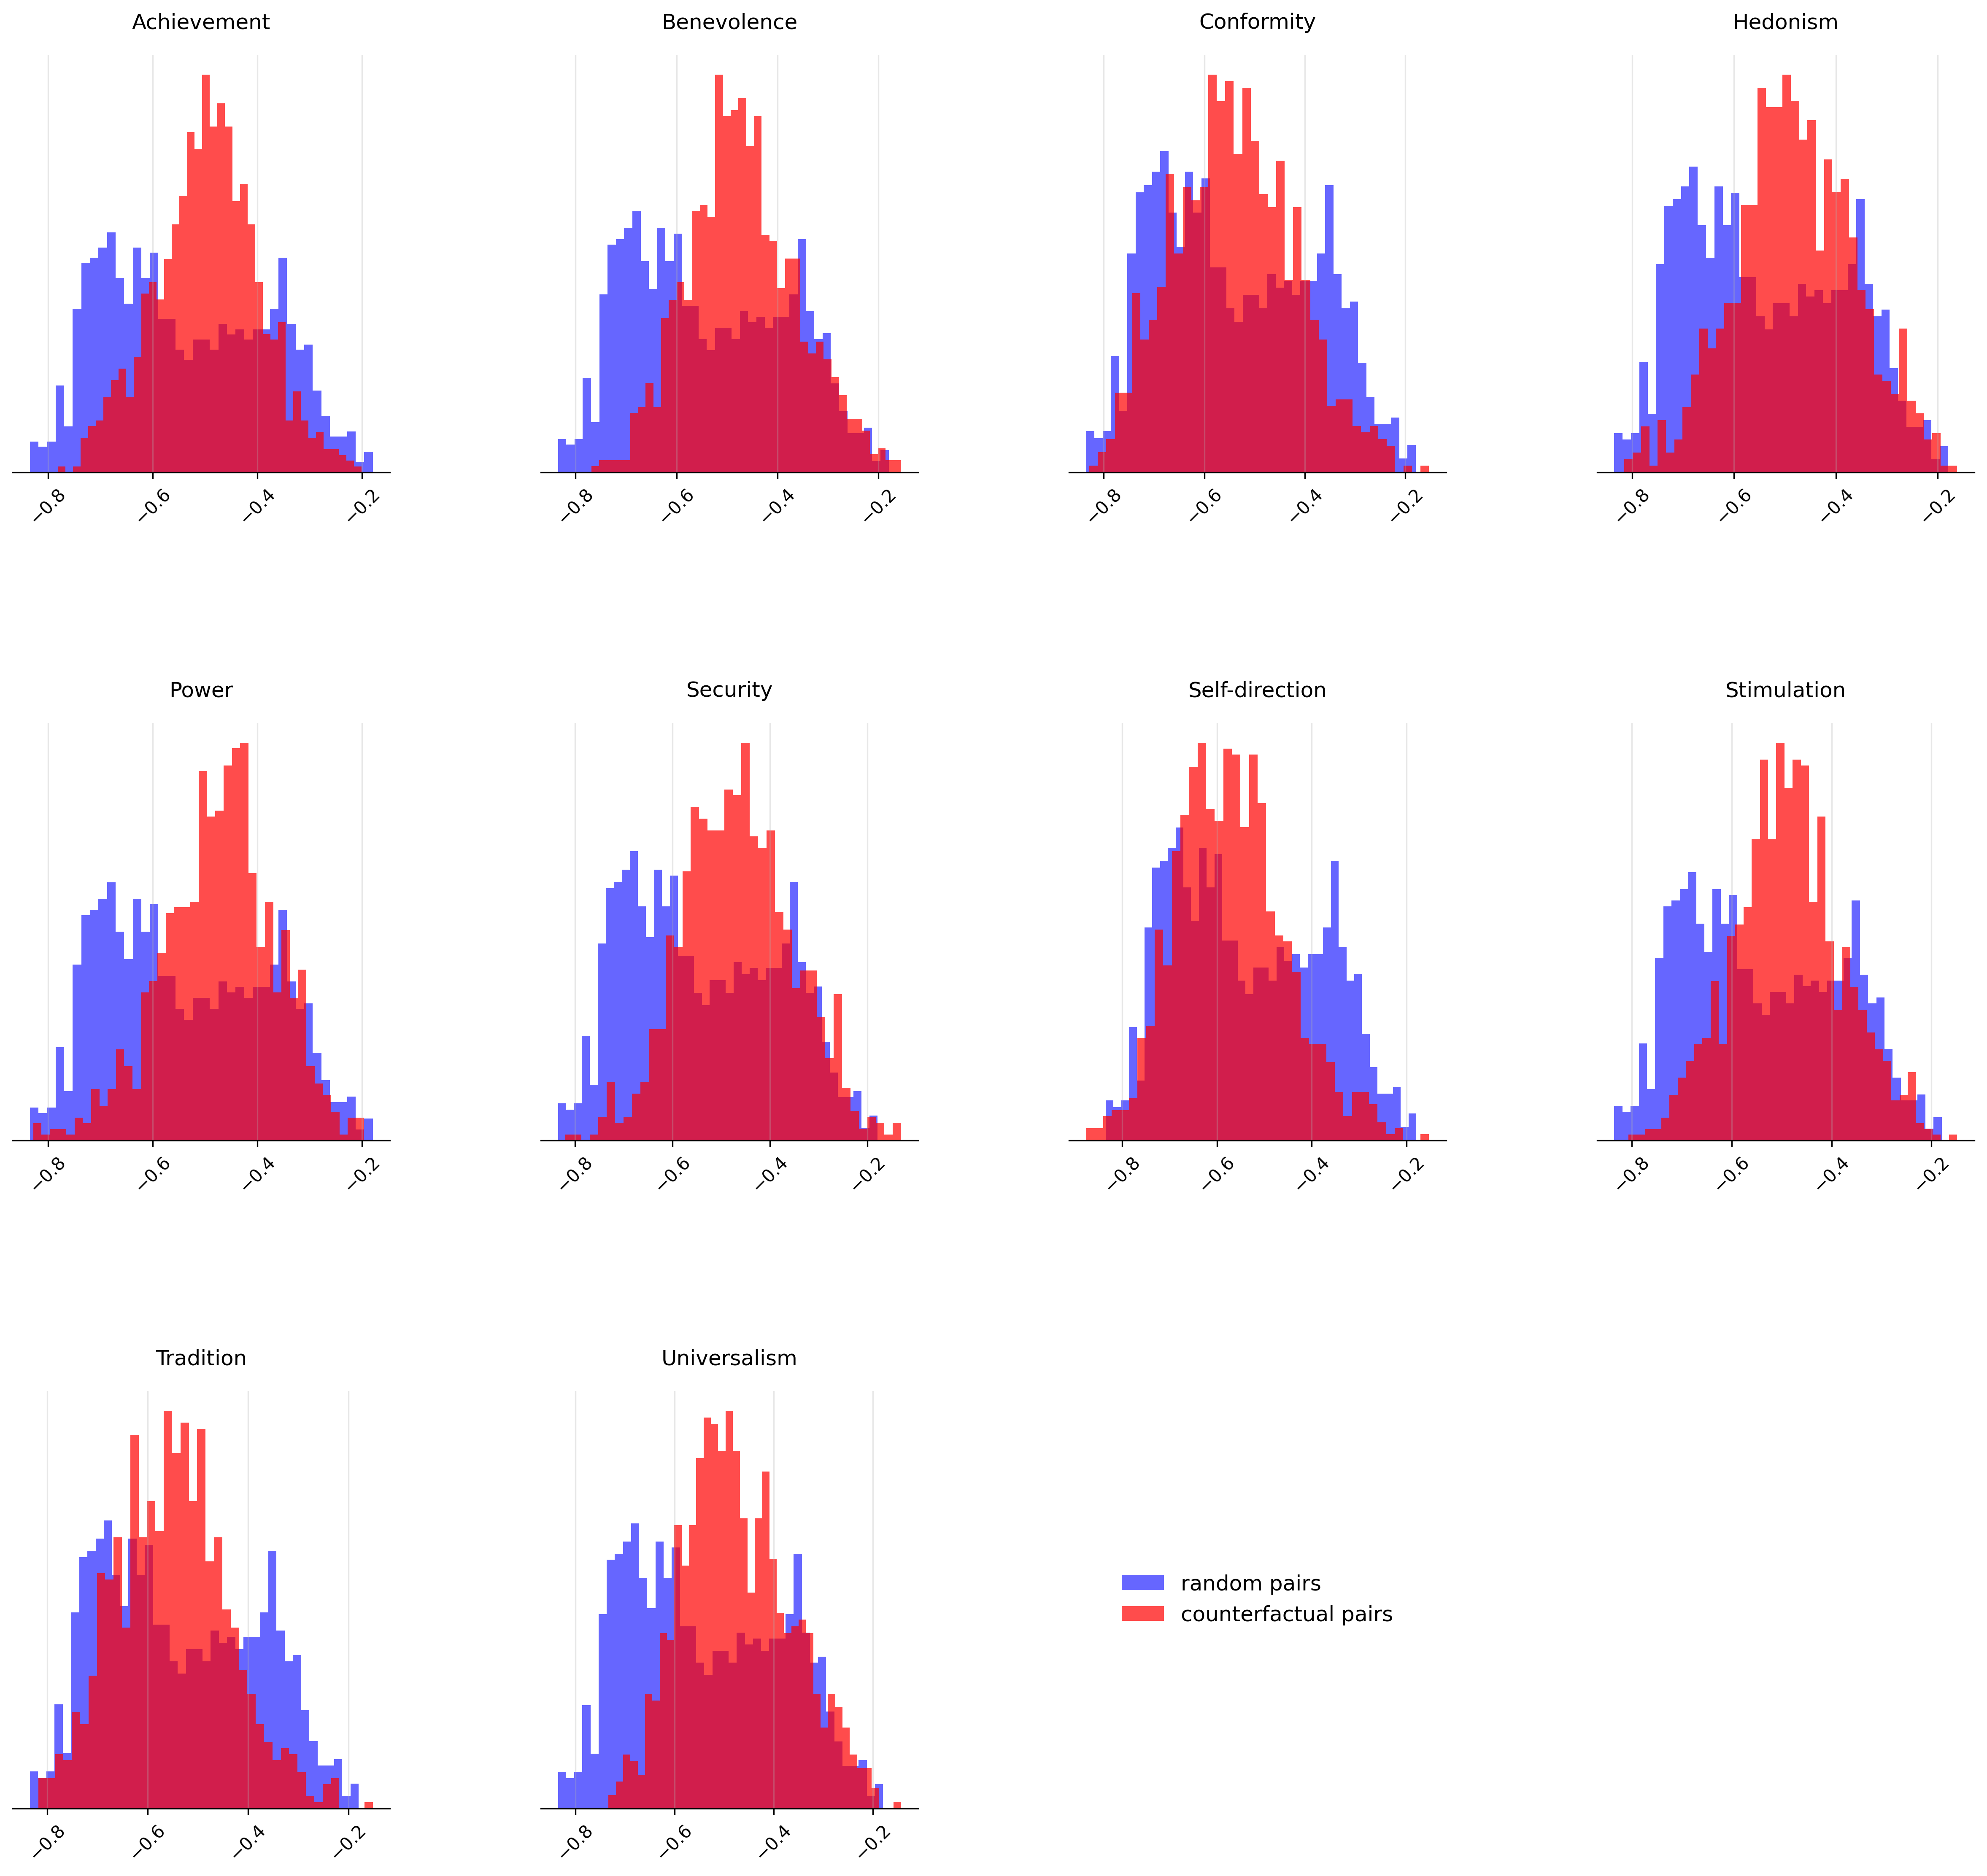 Achievement Benevolence Conformity Hedonism
−0.8 −0.6 −0.4 −0.2 −0.8 −0.6 −0.4 −0.2 −0.8 −0.6 −0.4 −0.2 −0.8 −0.6 −0.4 −0.2
Power Security Self-direction Stimulation
−0.8 −0.6 −0.4 −0.2 −0.8 −0.6 −0.4 −0.2 −0.8 −0.6 −0.4 −0.2 −0.8 −0.6 −0.4 −0.2
Tradition Universalism
random pairs
counterfactual pairs
−0.8 −0.6 −0.4 −0.2 −0.8 −0.6 −0.4 −0.2